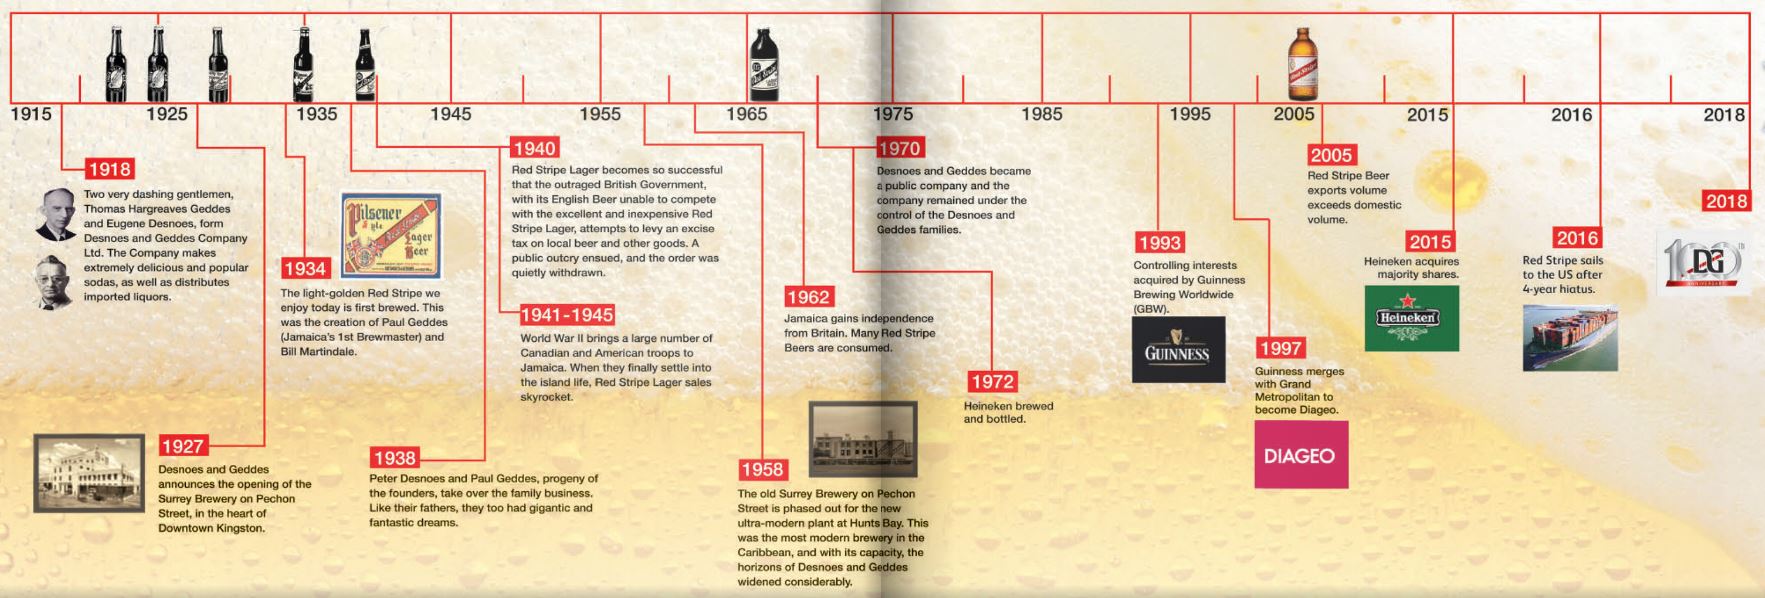 1915
1925
1935
1945
1955
1965
1975
1985
1995
2005
2015
2016
2018
1918
Two very dashing gentlemen,
Thomas Hargreaves Geddes
and Eugene Desnoes, form
Desnoes and Geddes Company
Ltd. The Company makes
extremely delicious and popular
sodas, as well as distributes
imported liquors.
1927
Desnoes and Geddes
announces the opening of the
Surrey Brewery on Pechon
Street, in the heart of
Downtown Kingston.
1934
Pilsener
Style
Red Stripe
Lager
Beer
The light-golden Red Stripe we
enjoy today is first brewed. This
was the creation of Paul Geddes
(Jamaica's 1st Brewmaster) and
Bill Martindale.
1938
Peter Desnoes and Paul Geddes, progeny of
the founders, take over the family business.
Like their fathers, they too had gigantic and
fantastic dreams.
1940
Red Stripe Lager becomes so successful
that the outraged British Government,
with its English Beer unable to compete
with the excellent and inexpensive Red
Stripe Lager, attempts to levy an excise
tax on local beer and other goods. A
public outcry ensued, and the order was
quietly withdrawn.
1941-1945
World War II brings a large number of
Canadian and American troops to
Jamaica. When they finally settle into
the island life, Red Stripe Lager sales
skyrocket.
1958
The old Surrey Brewery on Pechon
Street is phased out for the new
ultra-modern plant at Hunts Bay. This
was the most modern brewery in the
Caribbean, and with its capacity, the
horizons of Desnoes and Geddes
widened considerably.
1962
Jamaica gains independence
from Britain. Many Red Stripe
Beers are consumed.
1970
Desnoes and Geddes became
a public company and the
company remained under the
control of the Desnoes and
Geddes families.
1972
Heineken brewed
and bottled.
1993
Controlling interests
acquired by Guinness
Brewing Worldwide
(GBW).
GUINNESS
1997
Guinness merges
with Grand
Metropolitan to
become Diageo.
DIAGEO
2005
Red Stripe Beer
exports volume
exceeds domestic
volume.
2015
Heineken acquires
majority shares.
Heineken
2016
Red Stripe sails
to the US after
4-year hiatus.
2018
100TH
DG
ANNIVERSARY
Red Stripe
Red Stripe